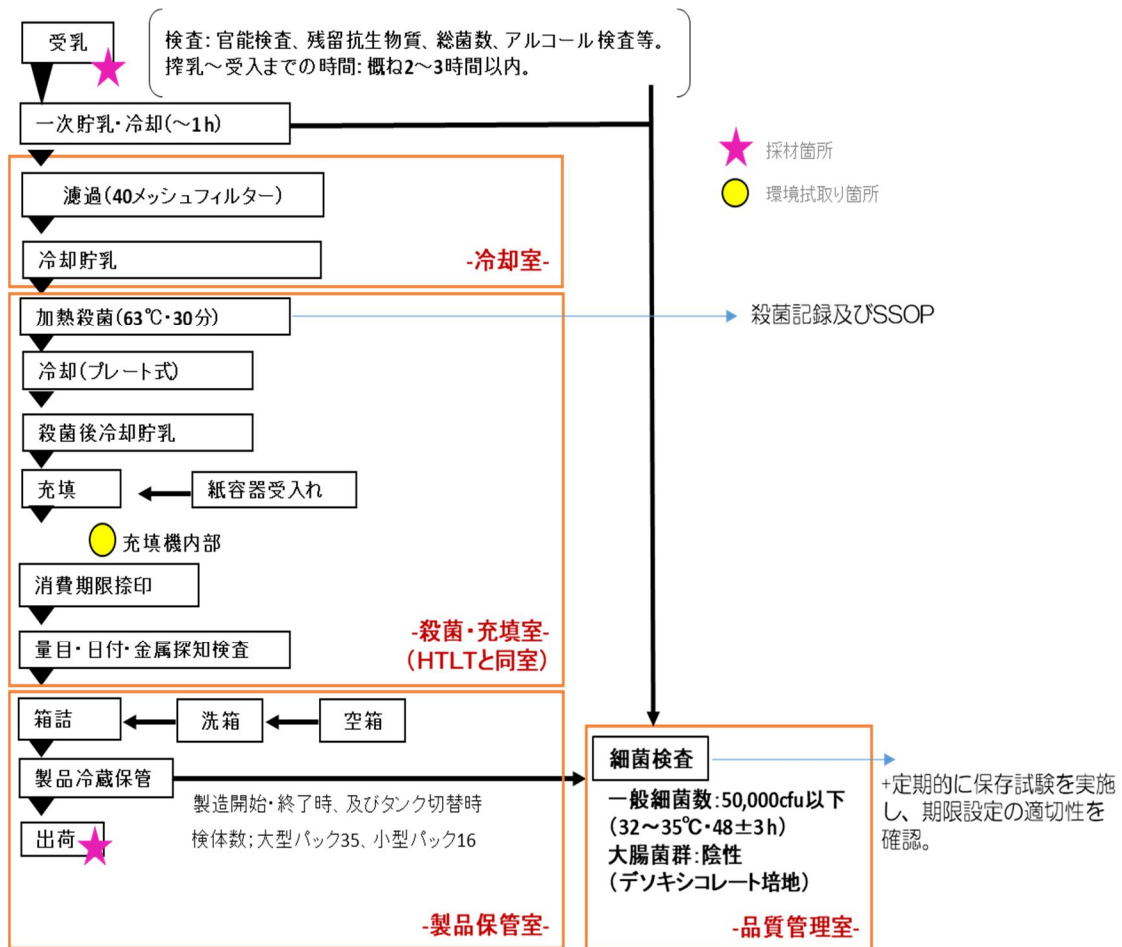 受乳
検査：官能検査、残留抗生物質、総菌数、アルコール検査等。
搾乳～受入までの時間：概ね2～3時間以内。
一次貯乳・冷却(～1h)
採材箇所
環境拭取り箇所
濾過(40メッシュフィルター)
冷却貯乳
-冷却室-
加熱殺菌(63℃・30分)
殺菌記録及びSSOP
冷却(プレート式)
殺菌後冷却貯乳
充填
紙容器受入れ
充填機内部
消費期限捺印
量目・日付・金属探知検査
-殺菌・充填室-
(HTLTと同室)
箱詰
洗箱
空箱
製品冷蔵保管
製造開始・終了時、及びタンク切替時
検体数；大型パック35、小型パック16
出荷
-製品保管室-
細菌検査
一般細菌数：50,000cfu以下
(32～35℃・48±3h)
大腸菌群：陰性
(デソキシコレート培地)
-品質管理室-
+定期的に保存試験を実施
し、期限設定の適切性を
確認。